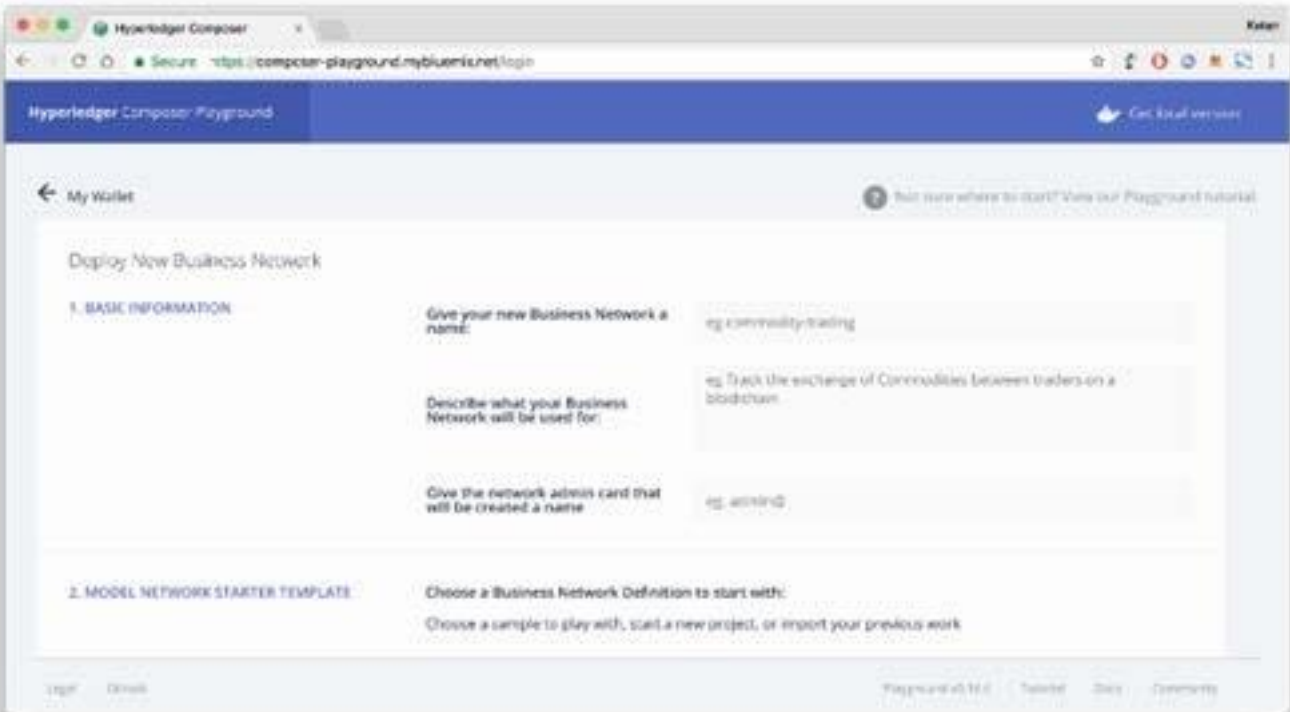 Hyperledger Composer
Secure https://composer-playground.mybluemix.net/login
Hyperledger Composer Playground
Get local version
My Wallet
Not sure where to start? View our Playground tutorial
Deploy New Business Network
1. BASIC INFORMATION
Give your new Business Network a
name:
eg commodity-trading
Describe what your Business
Network will be used for:
eg Track the exchange of Commodities between traders on a
blockchain
Give the network admin card that
will be created a name
eg. admin@
2. MODEL NETWORK STARTER TEMPLATE
Choose a Business Network Definition to start with:
Choose a sample to play with, start a new project, or import your previous work
Legal
Playground
Tutorial
Docs
Community